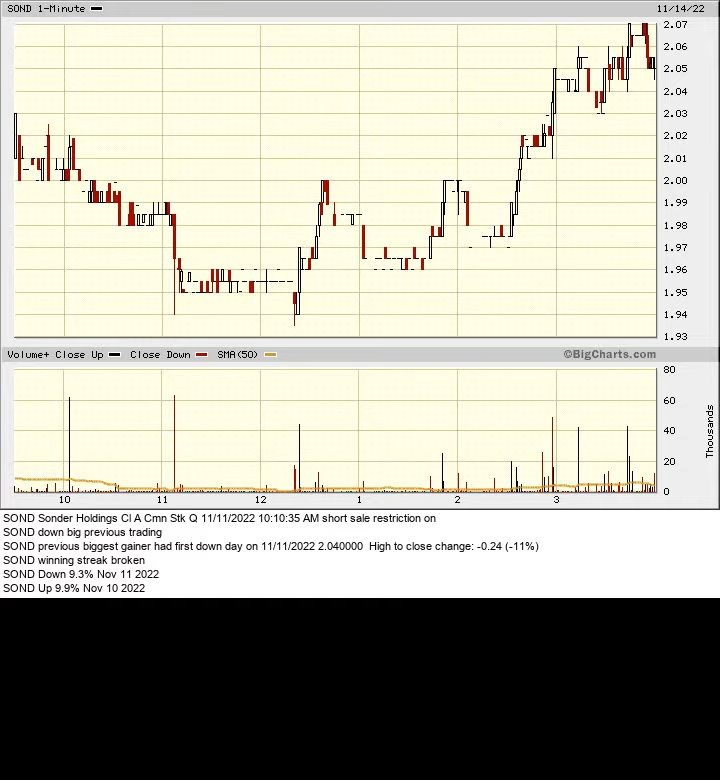 SOND 1-Minute 11/14/22
2.07
2.06
2.05
2.04
2.03
2.02
2.01
2.00
1.99
1.98
1.97
1.96
1.95
1.94
1.93
Volume+ Close Up Close Down SMA(50) ©BigCharts.com
80
60
40
20
0
Thousands
10 11 12 1 2 3
SOND Sonder Holdings Cl A Cmn Stk Q 11/11/2022 10:10:35 AM short sale restriction on
SOND down big previous trading
SOND previous biggest gainer had first down day on 11/11/2022 2.040000 High to close change: -0.24 (-11%)
SOND winning streak broken
SOND Down 9.3% Nov 11 2022
SOND Up 9.9% Nov 10 2022